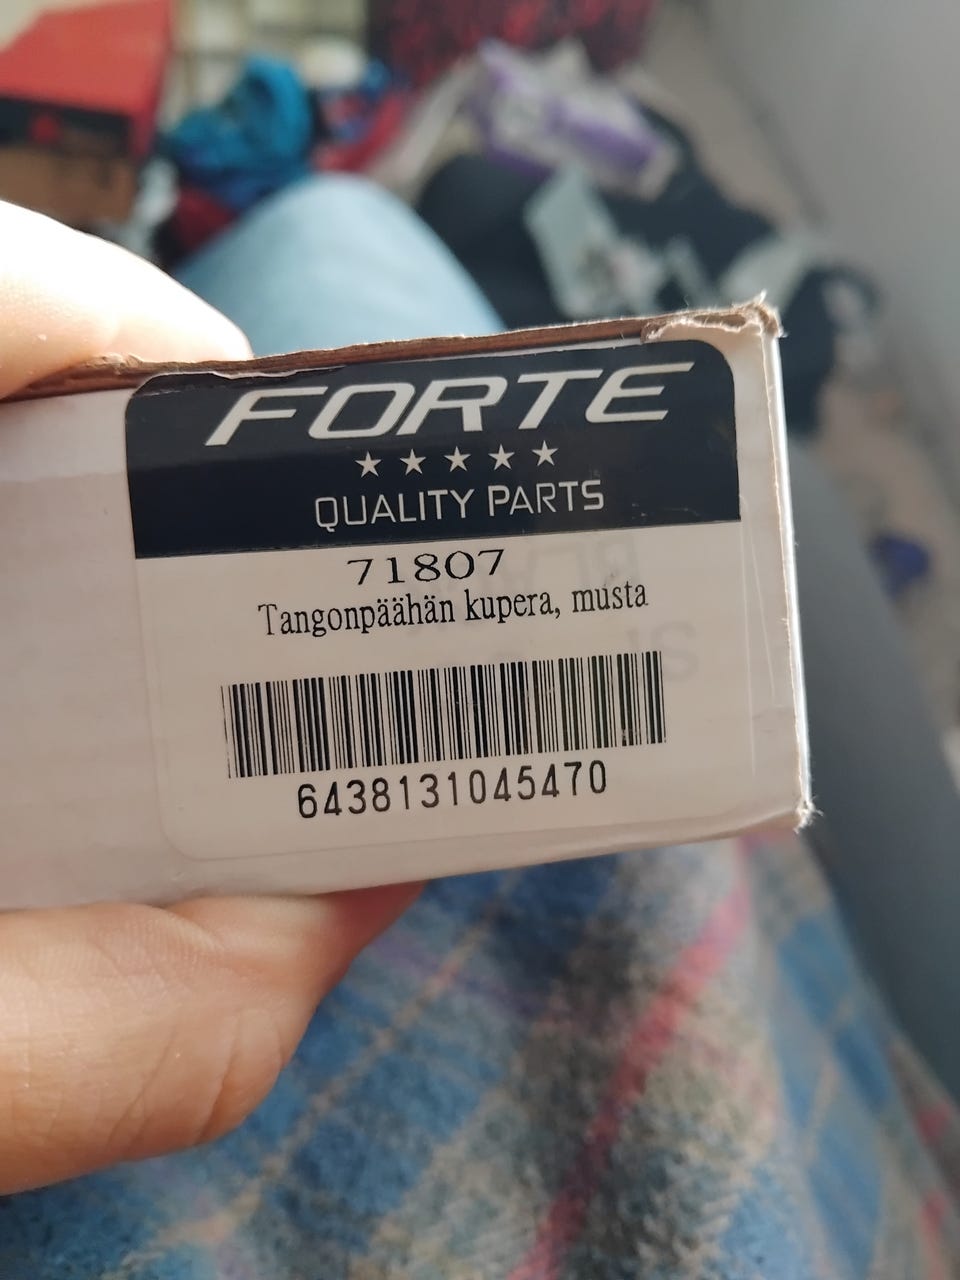 FORTE
QUALITY PARTS
71807
Tangonpäähän kupera, musta
6438131045470